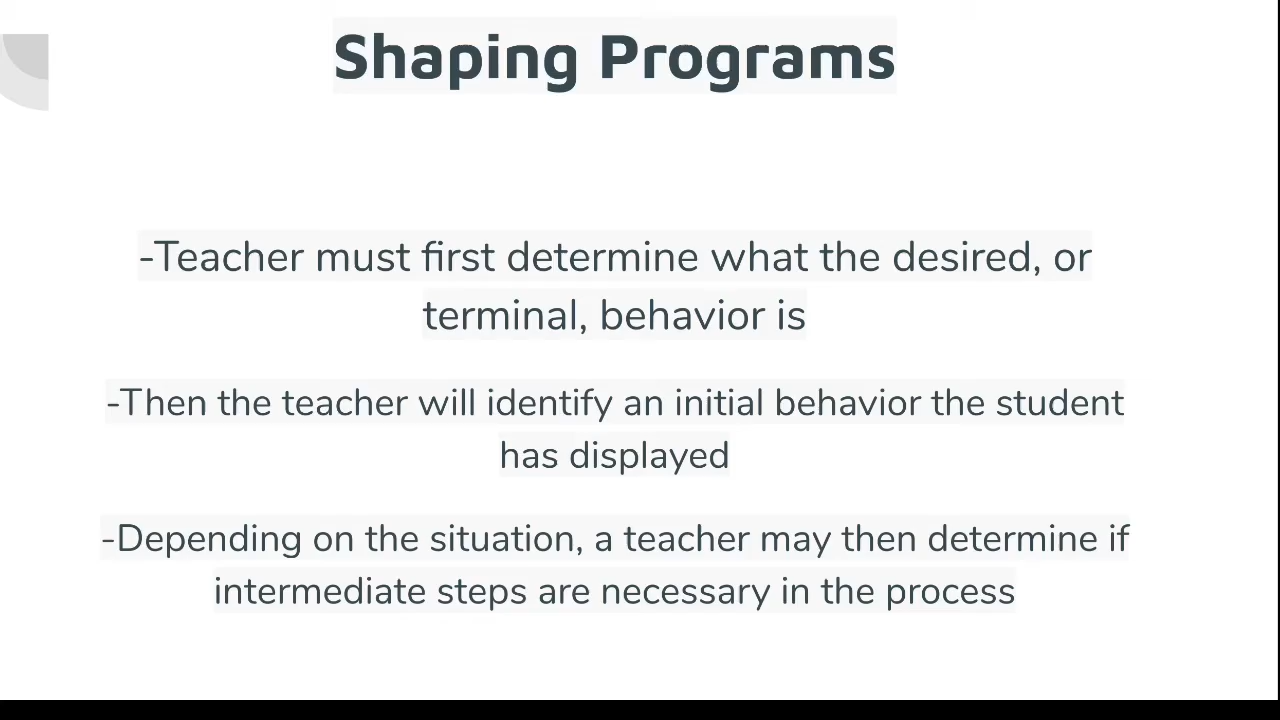 Shaping Programs
-Teacher must first determine what the desired, or
terminal, behavior is
-Then the teacher will identify an initial behavior the student
has displayed
-Depending on the situation, a teacher may then determine if
intermediate steps are necessary in the process